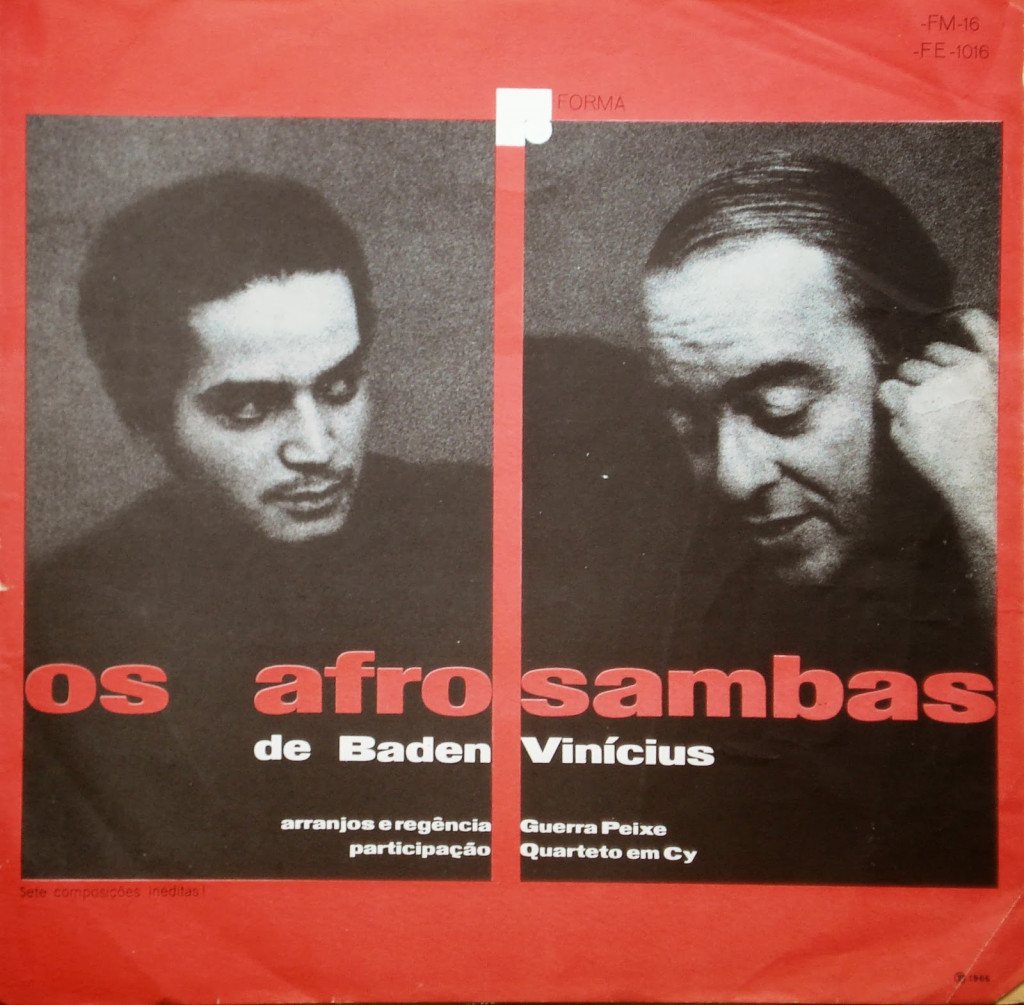 -FM-16
-FE-1016
FORMA
os afro sambas
de Baden Vinícius
arranjos e regência Guerra Peixe
participação Quarteto em Cy
Sete composições inéditas!
℗ 1966